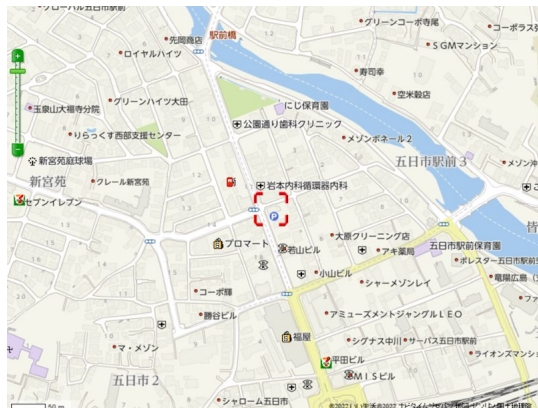 グローバル五日市駅前
グリーンコーポ寺尾
コーポラス
先岡商店
駅前橋
SGMマンション
ロイヤルハイツ
寿司幸
空米穀店
玉泉山大福寺分院
グリーンハイツ大田
にじ保育園
公園通り歯科クリニック
りらっくす西部支援センター
メゾンボネール2
新宮苑庭球場
五日市駅前3
メゾン沖
新宮苑
クレール新宮苑
岩本内科循環器内科
セブンイレブン
P
大原クリーニング店
皆
プロマート
若山ビル
アキ薬局
五日市駅前保育園
ポレスター五日市駅
小山ビル
竜陽広島
コーポ輝
シャーメゾンレイ
勝谷ビル
アミューズメントジャングルLEO
福屋
シグナス中川
サーパス五日市駅前
マ・メゾン
平田ビル
ライオンズマンシ
五日市2
MISビル
シャローム五日市
50m